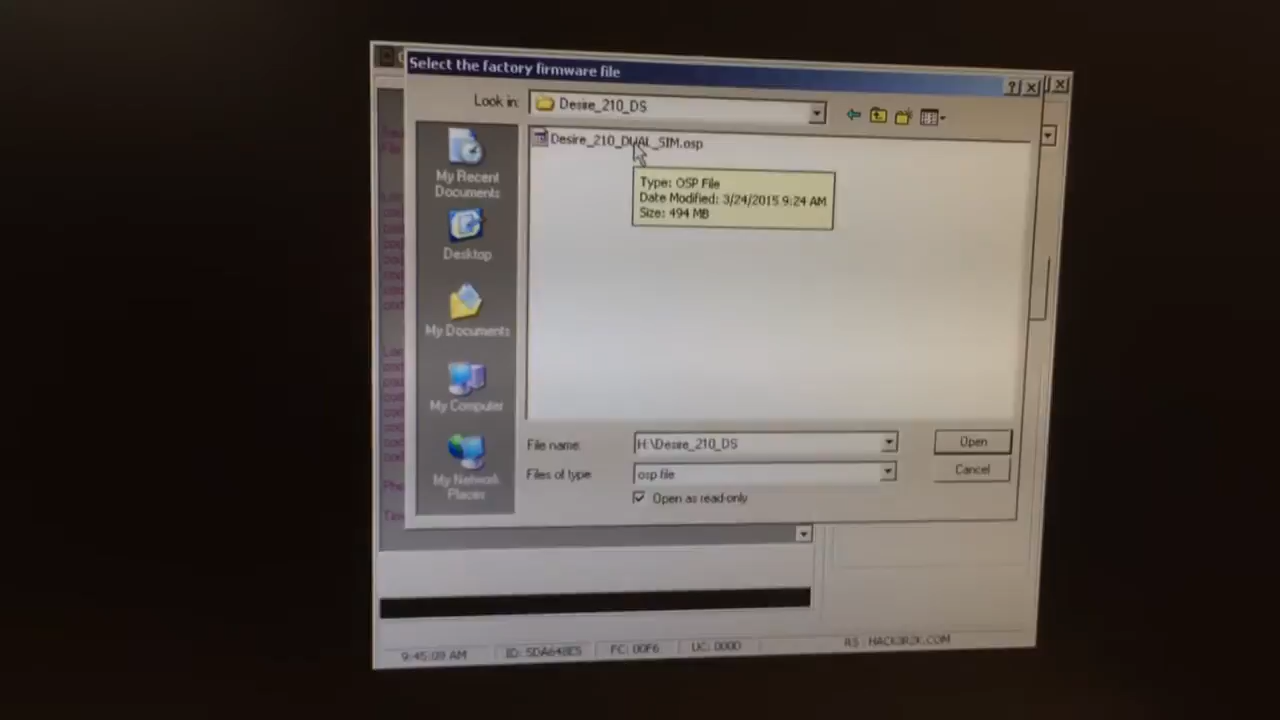 Select the factory firmware file
Look in:
Desire_210_DS
Desire_210_DUAL_SIM.osp
Type: OSP File
Date Modified: 3/24/2015 9:24 AM
Size: 494 MB
My Recent
Documents
Desktop
My Documents
My Computer
My Network
Places
File name:
H:\Desire_210_DS
Open
Files of type
osp file
Cancel
Open as read-only
9:45:09 AM
FC: 00F6
UC: 000D